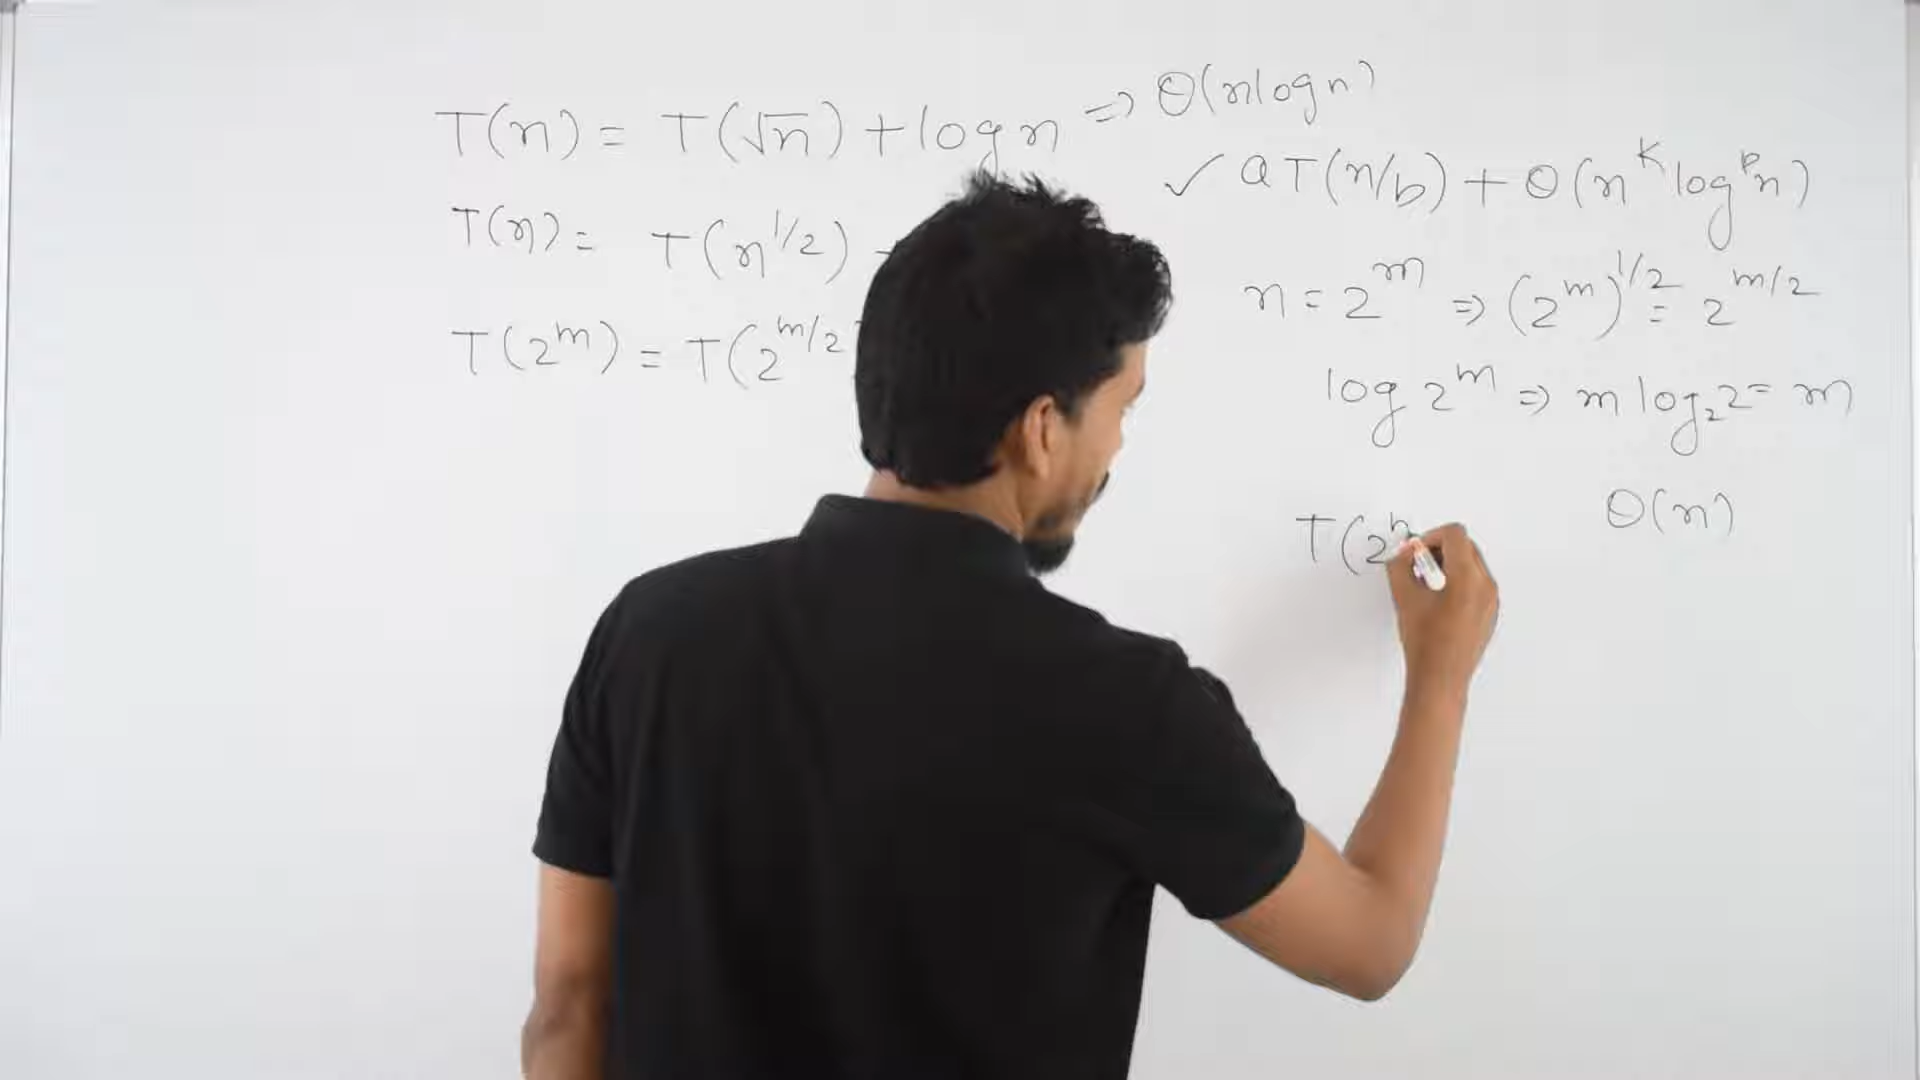 T(n) = T(√n) + log n ⇒ Θ(n log n)
✓ aT(n/b) + Θ(n^k log^p n)
T(n) = T(n^1/2) -
n = 2^m ⇒ (2^m)^1/2 = 2^m/2
T(2^m) = T(2^m/2
log 2^m ⇒ m log₂2 = m
Θ(n)
T(2